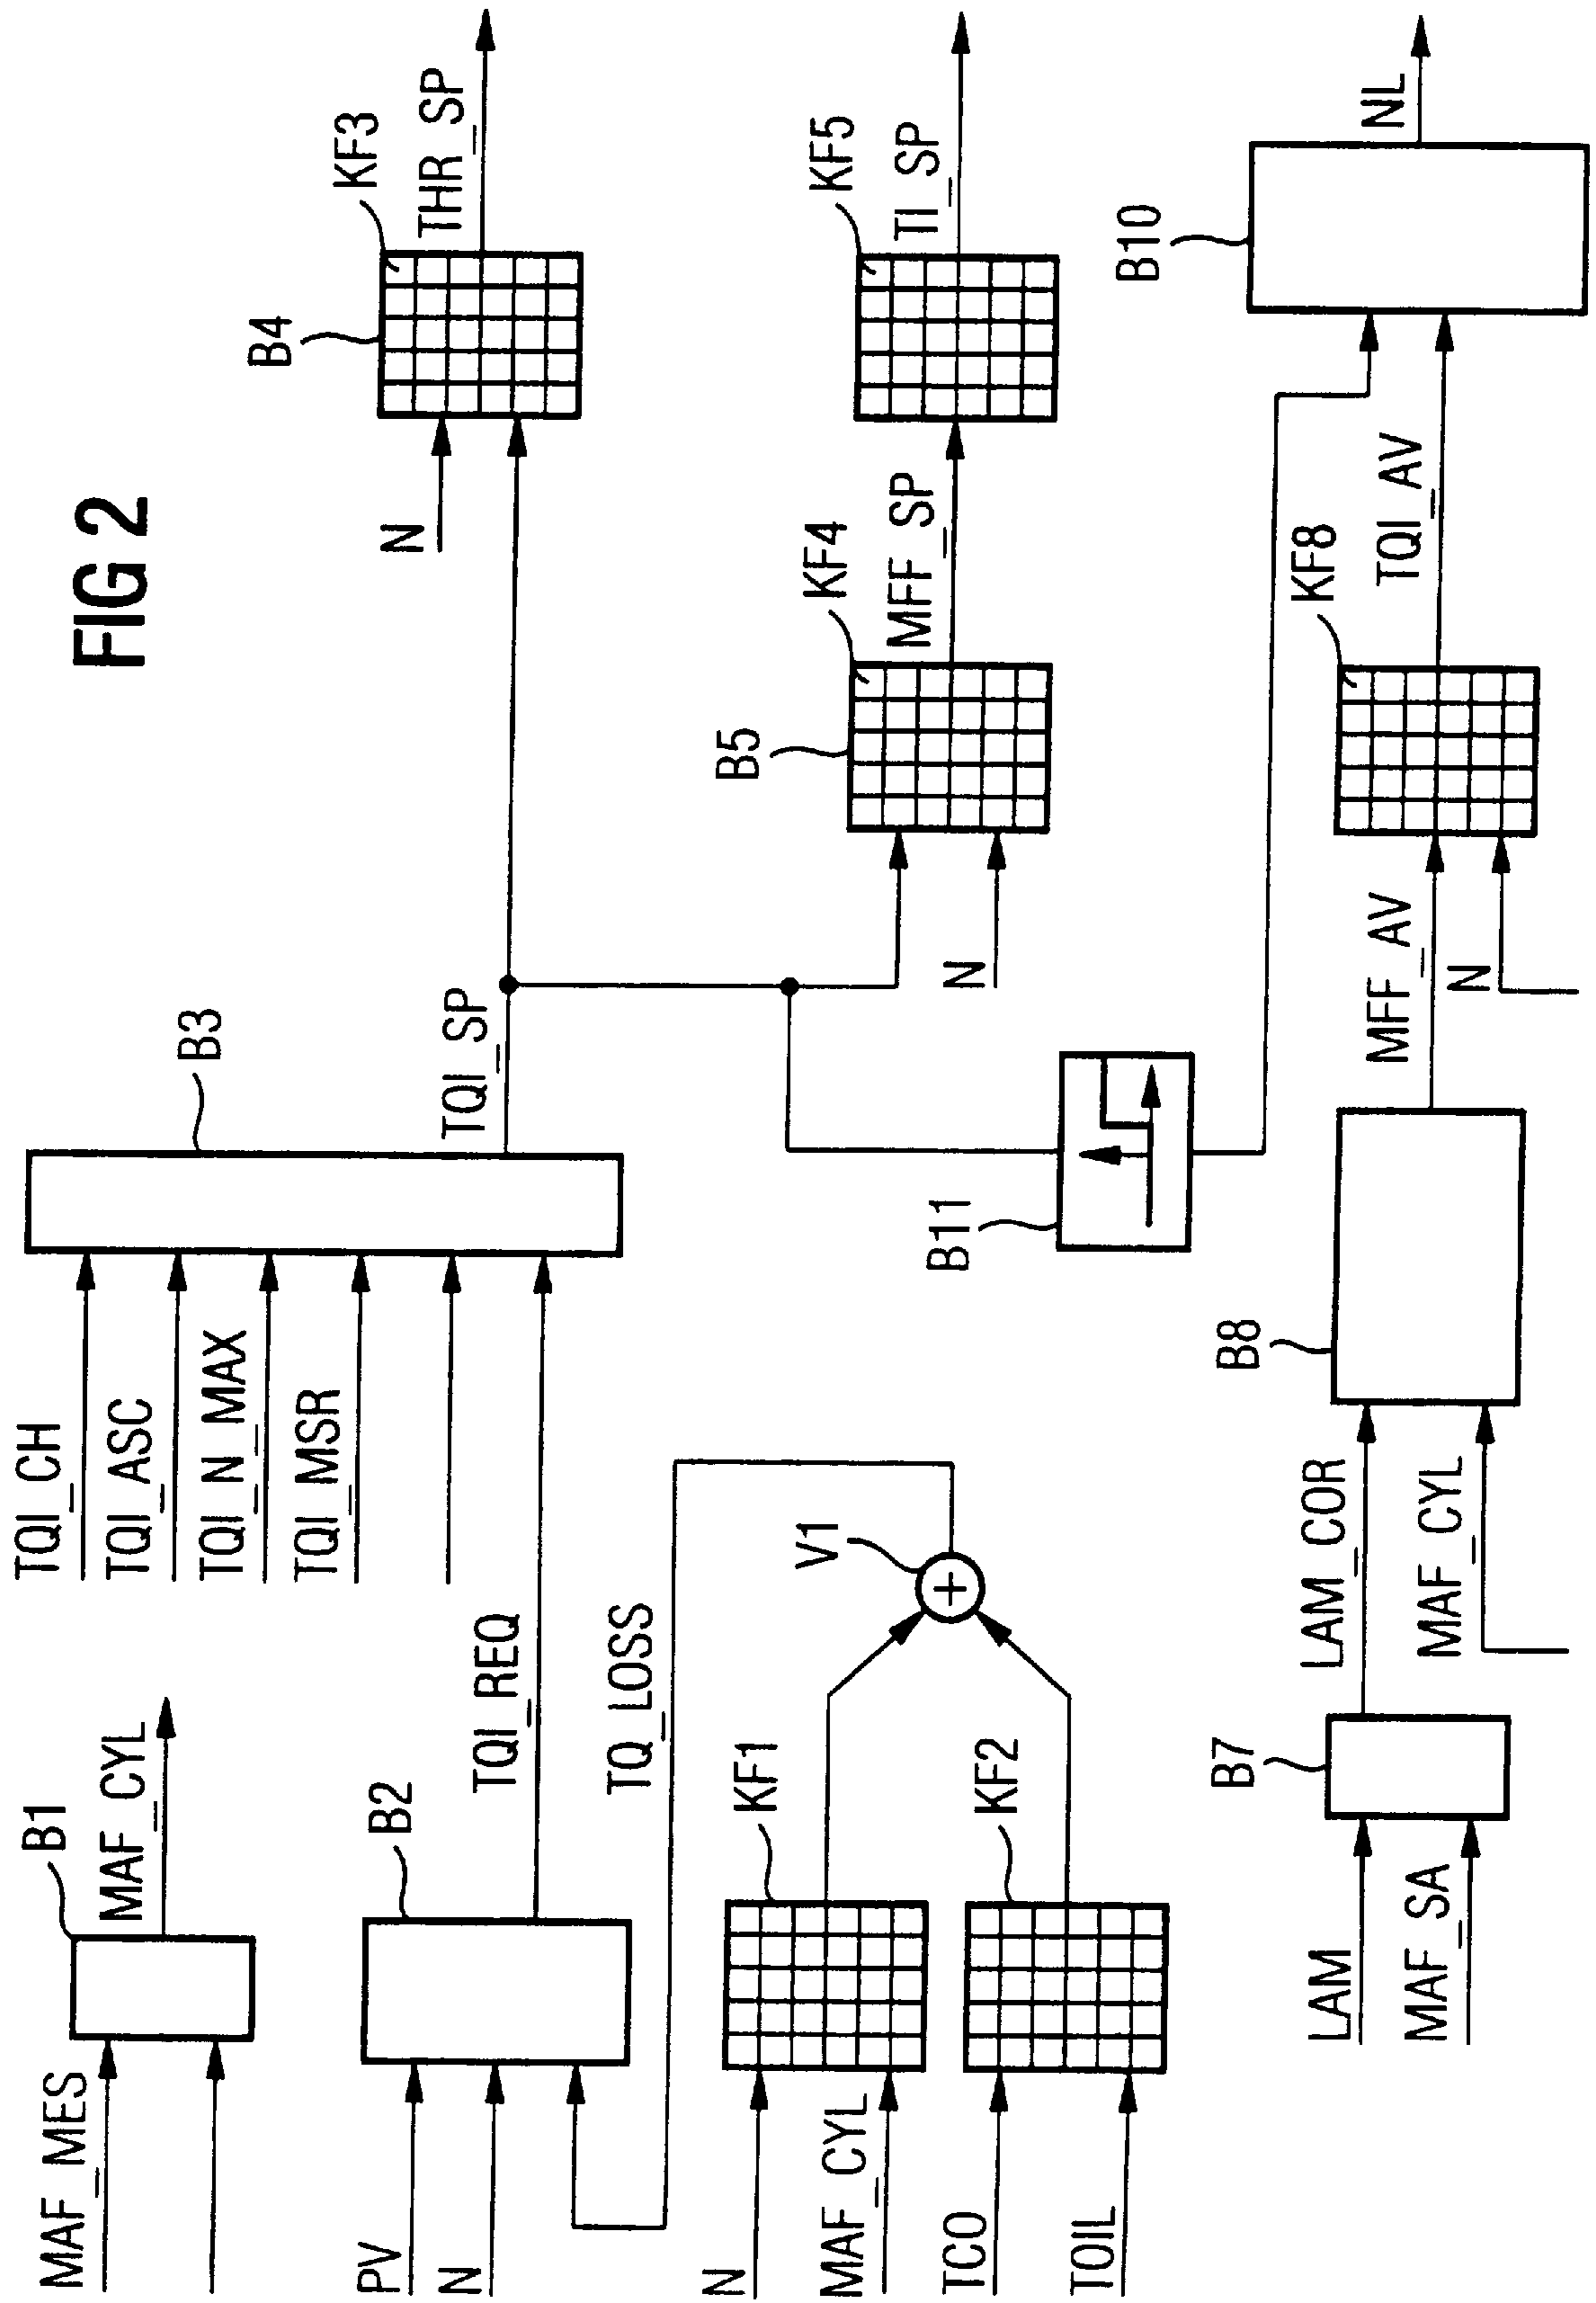 FIG 2
MAF_MES
B1
MAF_CYL
TQI_CH
TQI_ASC
TQI_N_MAX
TQI_MSR
B3
PV
N
B2
TQI_REQ
TQI_SP
N
B4
KF3
THR_SP
TQ_LOSS
N
MAF_CYL
KF1
V1
TCO
TOIL
KF2
N
B5
KF4
MFF_SP
KF5
TI_SP
B11
LAM
MAF_SA
B7
LAM_COR
MAF_CYL
B8
MFF_AV
N
KF8
TQI_AV
B10
NL